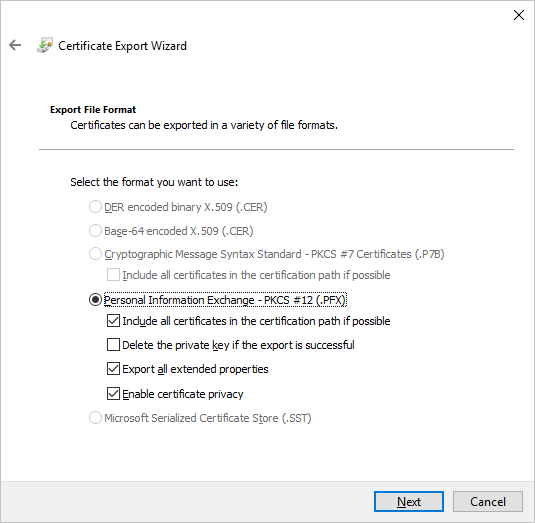 Certificate Export Wizard
Export File Format
Certificates can be exported in a variety of file formats.
Select the format you want to use:
DER encoded binary X.509 (.CER)
Base-64 encoded X.509 (.CER)
Cryptographic Message Syntax Standard - PKCS #7 Certificates (.P7B)
Include all certificates in the certification path if possible
Personal Information Exchange - PKCS #12 (.PFX)
Include all certificates in the certification path if possible
Delete the private key if the export is successful
Export all extended properties
Enable certificate privacy
Microsoft Serialized Certificate Store (.SST)
Next Cancel